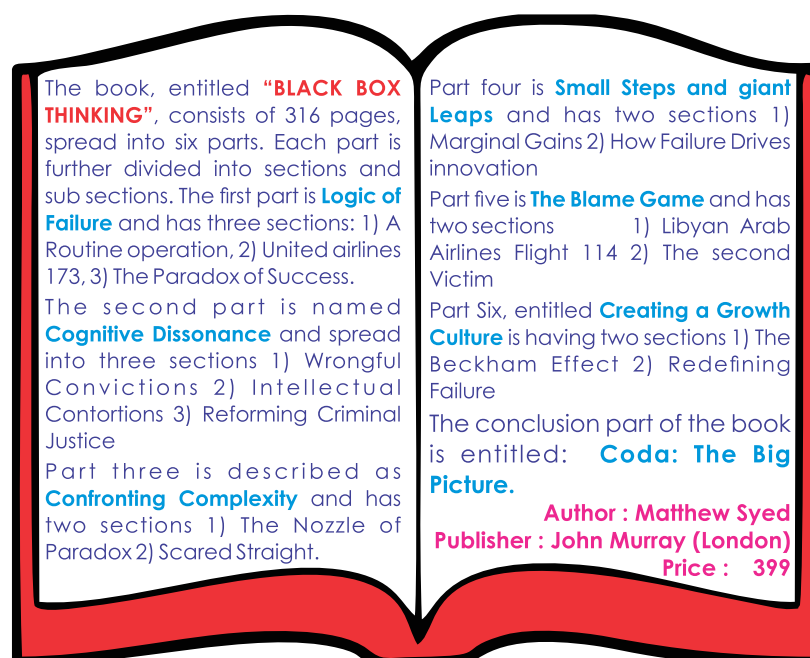 The book, entitled “BLACK BOX
THINKING”, consists of 316 pages,
spread into six parts. Each part is
further divided into sections and
sub sections. The first part is Logic of
Failure and has three sections: 1) A
Routine operation, 2) United airlines
173, 3) The Paradox of Success.
The second part is named
Cognitive Dissonance and spread
into three sections 1) Wrongful
Convictions 2) Intellectual
Contortions 3) Reforming Criminal
Justice
Part three is described as
Confronting Complexity and has
two sections 1) The Nozzle of
Paradox 2) Scared Straight.
Part four is Small Steps and giant
Leaps and has two sections 1)
Marginal Gains 2) How Failure Drives
innovation
Part five is The Blame Game and has
two sections 1) Libyan Arab
Airlines Flight 114 2) The second
Victim
Part Six, entitled Creating a Growth
Culture is having two sections 1) The
Beckham Effect 2) Redefining
Failure
The conclusion part of the book
is entitled: Coda: The Big
Picture.
Author : Matthew Syed
Publisher : John Murray (London)
Price : 399